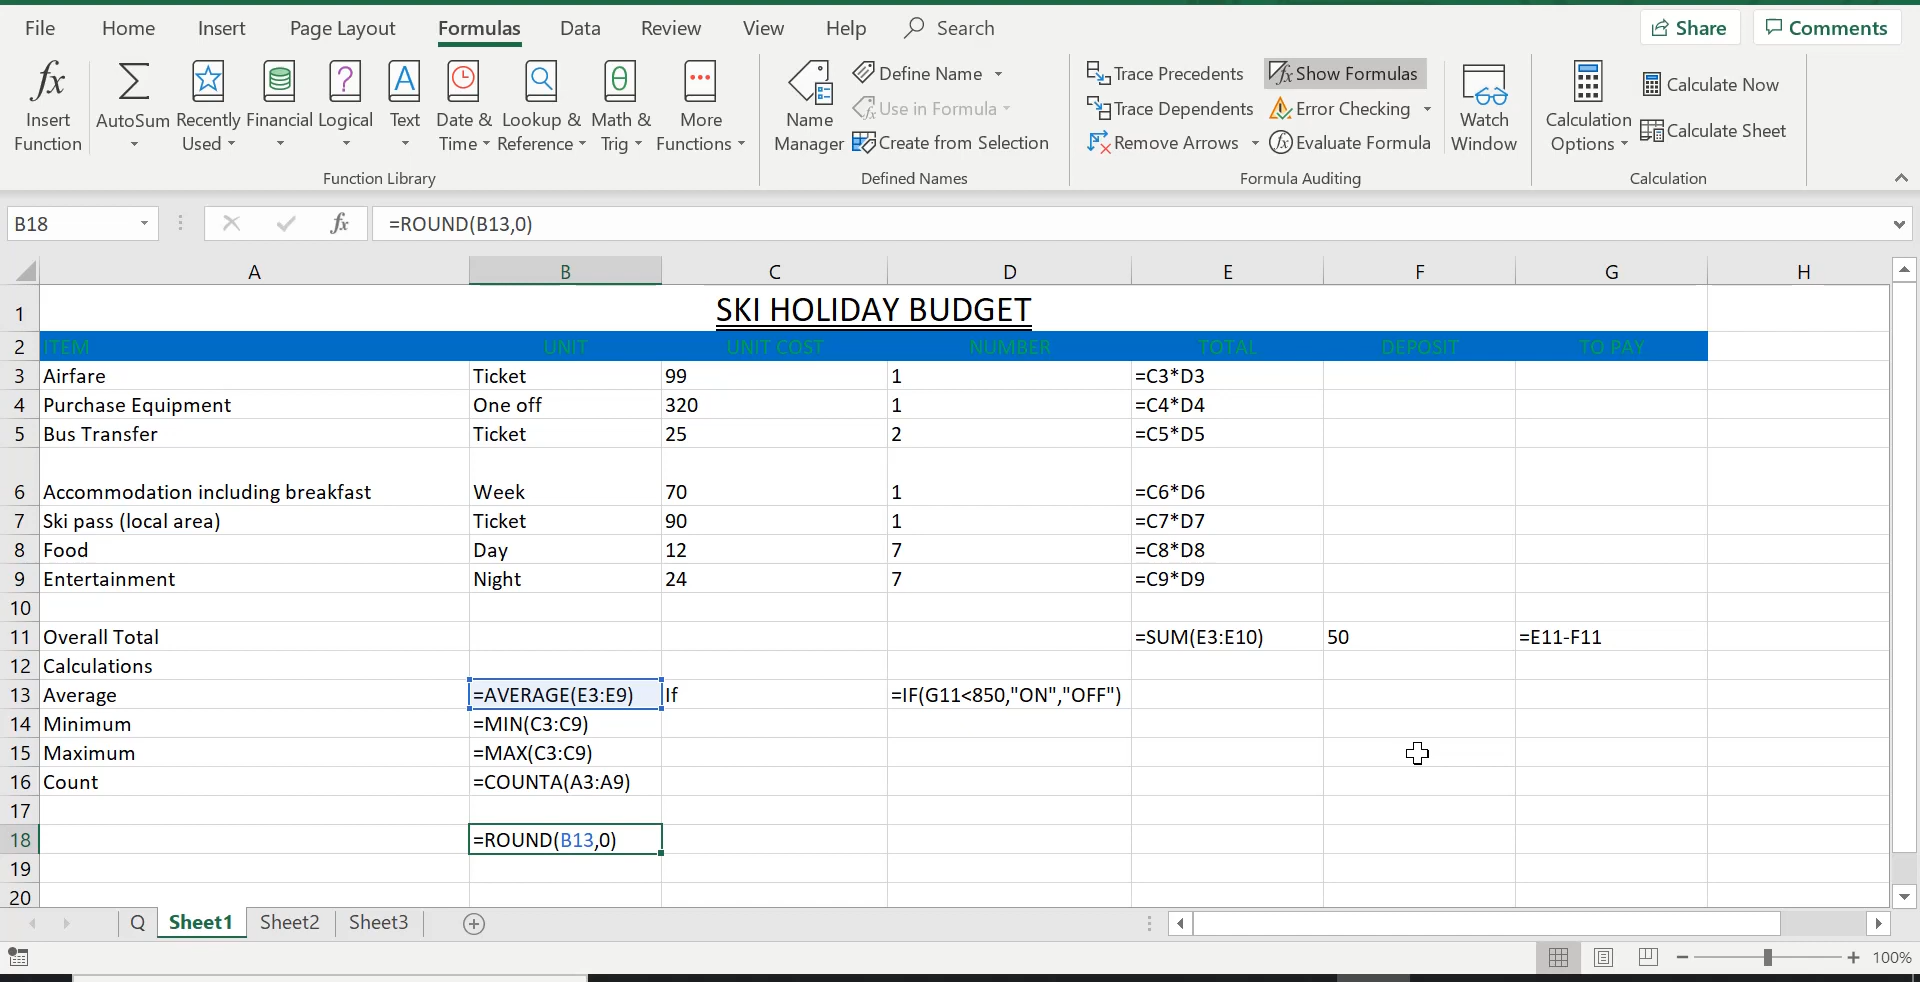 File Home Insert Page Layout Formulas Data Review View Help Search Share Comments
Insert Function
AutoSum
Recently Used
Financial
Logical
Text
Date & Time
Lookup & Reference
Math & Trig
More Functions
Function Library
Name Manager
Define Name
Use in Formula
Create from Selection
Defined Names
Trace Precedents
Trace Dependents
Remove Arrows
Show Formulas
Error Checking
Evaluate Formula
Formula Auditing
Watch Window
Calculation Options
Calculate Now
Calculate Sheet
Calculation
B18 fx =ROUND(B13,0)
A B C D E F G H
1 SKI HOLIDAY BUDGET
2 ITEM UNIT UNIT COST NUMBER TOTAL DEPOSIT TO PAY
3 Airfare Ticket 99 1 =C3*D3
4 Purchase Equipment One off 320 1 =C4*D4
5 Bus Transfer Ticket 25 2 =C5*D5
6 Accommodation including breakfast Week 70 1 =C6*D6
7 Ski pass (local area) Ticket 90 1 =C7*D7
8 Food Day 12 7 =C8*D8
9 Entertainment Night 24 7 =C9*D9
10
11 Overall Total =SUM(E3:E10) 50 =E11-F11
12 Calculations
13 Average =AVERAGE(E3:E9) If =IF(G11<850,"ON","OFF")
14 Minimum =MIN(C3:C9)
15 Maximum =MAX(C3:C9)
16 Count =COUNTA(A3:A9)
17
18 =ROUND(B13,0)
19
20
Q Sheet1 Sheet2 Sheet3
100%